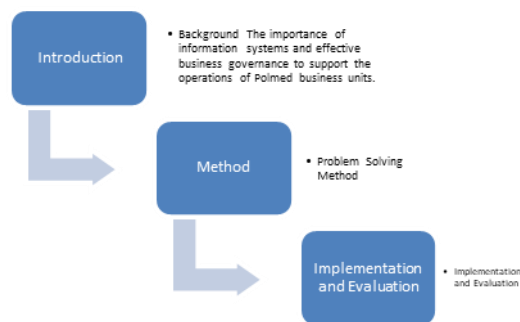 Introduction
• Background The importance of
information systems and effective
business governance to support the
operations of Polmed business units.
Method
• Problem Solving
Method
Implementation
and Evaluation
• Implementation
and Evaluation